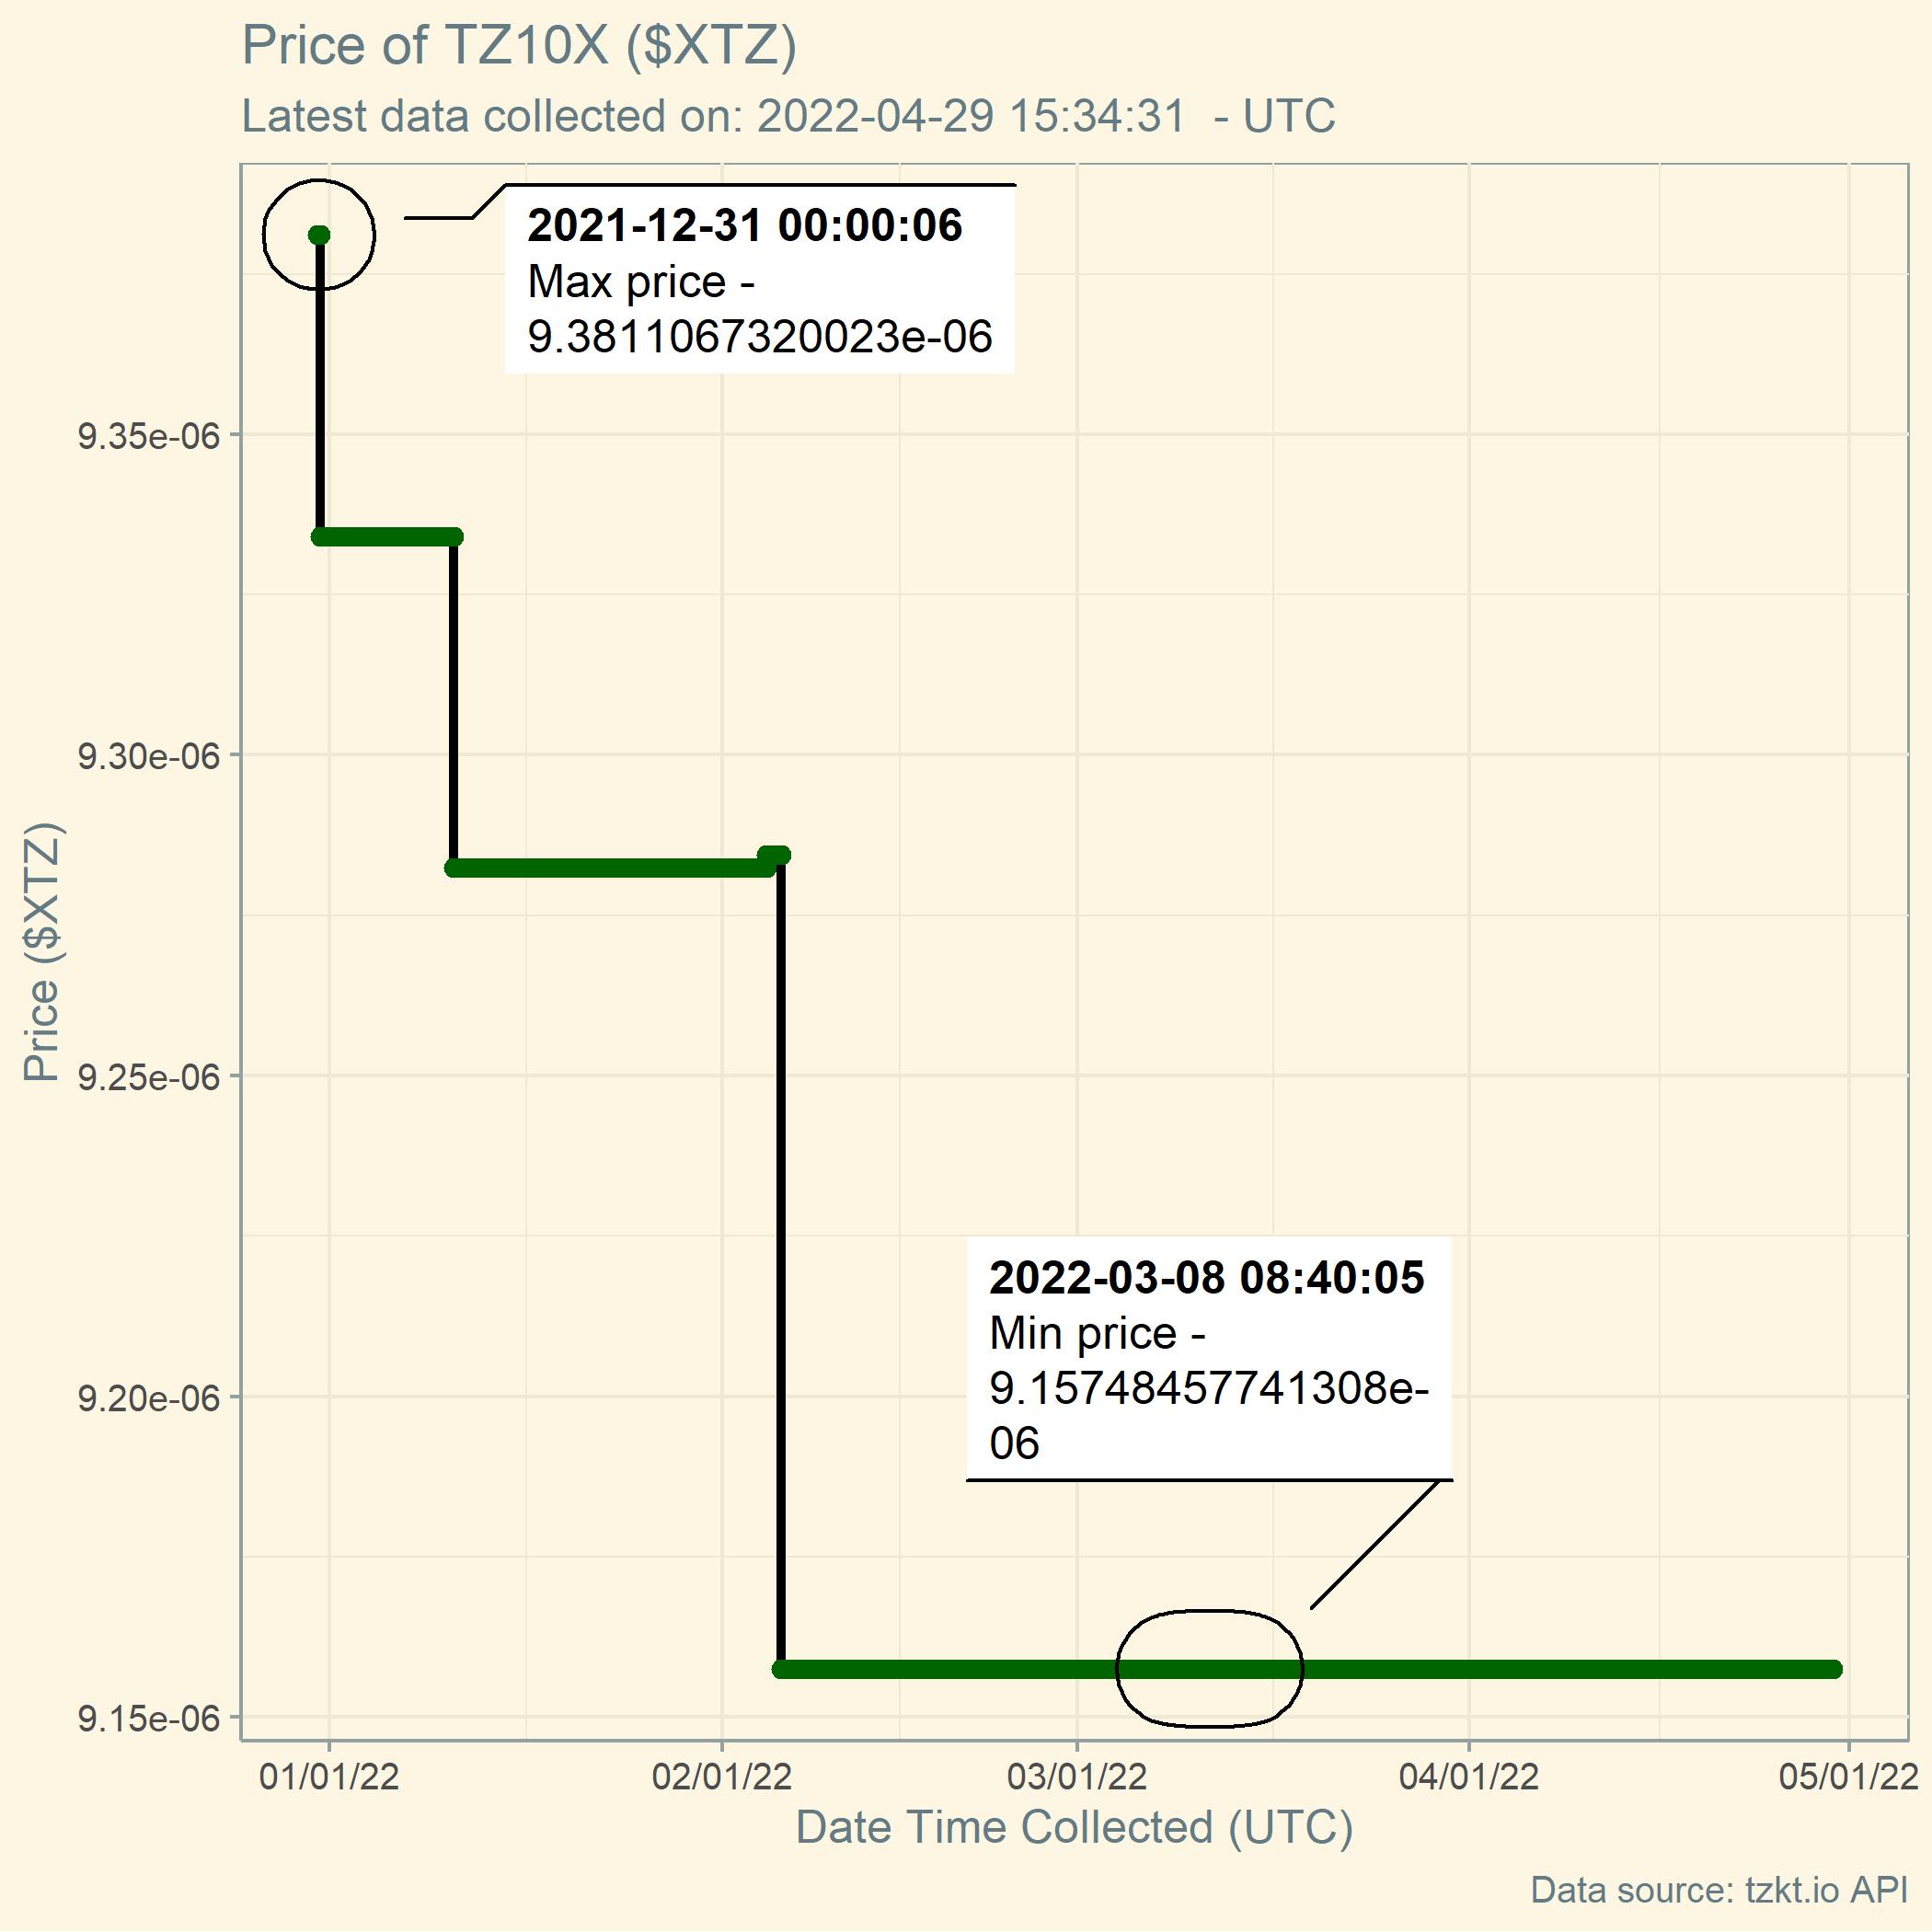 Price of TZ10X ($XTZ)
Latest data collected on: 2022-04-29 15:34:31  - UTC
2021-12-31 00:00:06
Max price -
9.3811067320023e-06
9.35e-06
9.30e-06
9.25e-06
9.20e-06
9.15e-06
Price ($XTZ)
2022-03-08 08:40:05
Min price -
9.15748457741308e-
06
01/01/22
02/01/22
03/01/22
04/01/22
05/01/22
Date Time Collected (UTC)
Data source: tzkt.io API